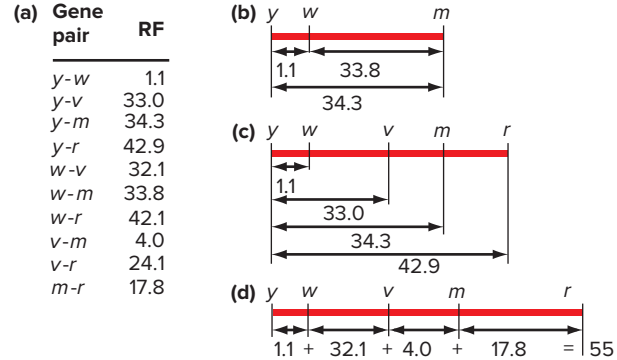 (a) Gene pair RF
y-w 1.1
y-v 33.0
y-m 34.3
y-r 42.9
w-v 32.1
w-m 33.8
w-r 42.1
v-m 4.0
v-r 24.1
m-r 17.8
(b) y w m
1.1 33.8
34.3
(c) y w v m r
1.1
33.0
34.3
42.9
(d) y w v m r
1.1 + 32.1 + 4.0 + 17.8 = 55